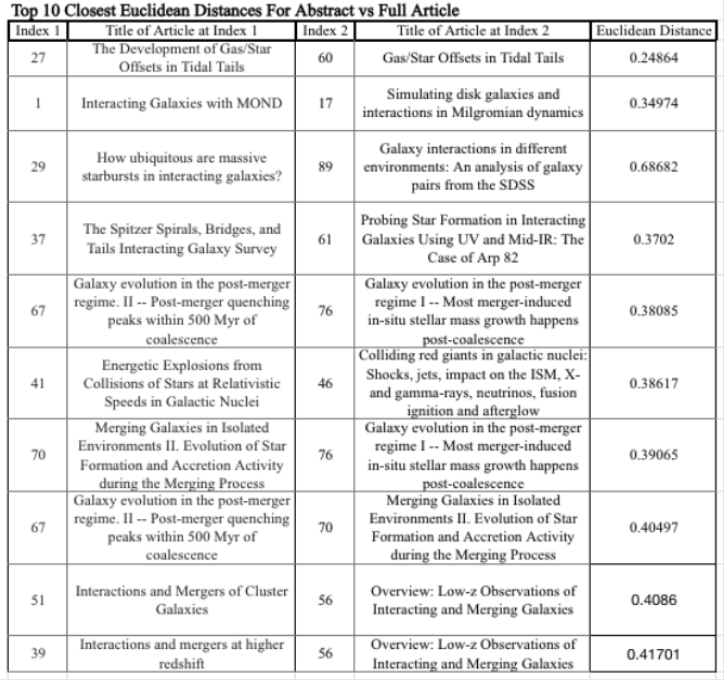 Top 10 Closest Euclidean Distances For Abstract vs Full Article
Index 1 Title of Article at Index 1 Index 2 Title of Article at Index 2 Euclidean Distance
27
The Development of Gas/Star
Offsets in Tidal Tails
60
Gas/Star Offsets in Tidal Tails
0.24864
1
Interacting Galaxies with MOND
17
Simulating disk galaxies and
interactions in Milgromian dynamics
0.34974
29
How ubiquitous are massive
starbursts in interacting galaxies?
89
Galaxy interactions in different
environments: An analysis of galaxy
pairs from the SDSS
0.68682
37
The Spitzer Spirals, Bridges, and
Tails Interacting Galaxy Survey
61
Probing Star Formation in Interacting
Galaxies Using UV and Mid-IR: The
Case of Arp 82
0.3702
67
Galaxy evolution in the post-merger
regime. II -- Post-merger quenching
peaks within 500 Myr of
coalescence
76
Galaxy evolution in the post-merger
regime I -- Most merger-induced
in-situ stellar mass growth happens
post-coalescence
0.38085
41
Energetic Explosions from
Collisions of Stars at Relativistic
Speeds in Galactic Nuclei
46
Colliding red giants in galactic nuclei:
Shocks, jets, impact on the ISM, X-
and gamma-rays, neutrinos, fusion
ignition and afterglow
0.38617
70
Merging Galaxies in Isolated
Environments II. Evolution of Star
Formation and Accretion Activity
during the Merging Process
76
Galaxy evolution in the post-merger
regime I -- Most merger-induced
in-situ stellar mass growth happens
post-coalescence
0.39065
67
Galaxy evolution in the post-merger
regime. II -- Post-merger quenching
peaks within 500 Myr of
coalescence
70
Merging Galaxies in Isolated
Environments II. Evolution of Star
Formation and Accretion Activity
during the Merging Process
0.40497
51
Interactions and Mergers of Cluster
Galaxies
56
Overview: Low-z Observations of
Interacting and Merging Galaxies
0.4086
39
Interactions and mergers at higher
redshift
56
Overview: Low-z Observations of
Interacting and Merging Galaxies
0.41701